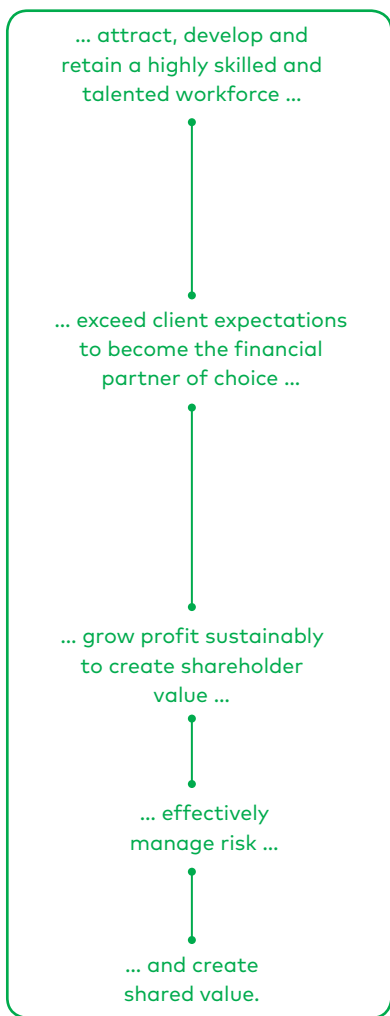 ... attract, develop and
retain a highly skilled and
talented workforce ...
... exceed client expectations
to become the financial
partner of choice ...
... grow profit sustainably
to create shareholder
value ...
... effectively
manage risk ...
... and create
shared value.